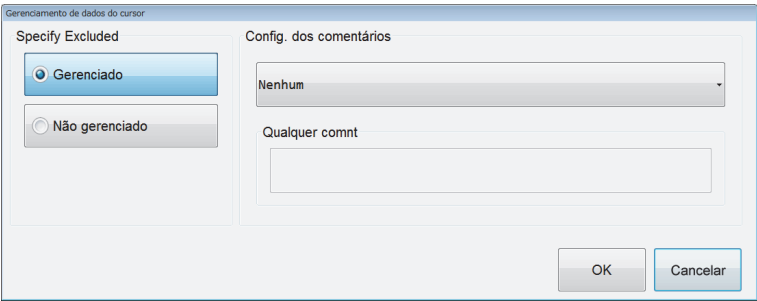 Gerenciamento de dados do cursor
Specify Excluded
Gerenciado
Não gerenciado
Config. dos comentários
Nenhum
Qualquer comnt
OK
Cancelar